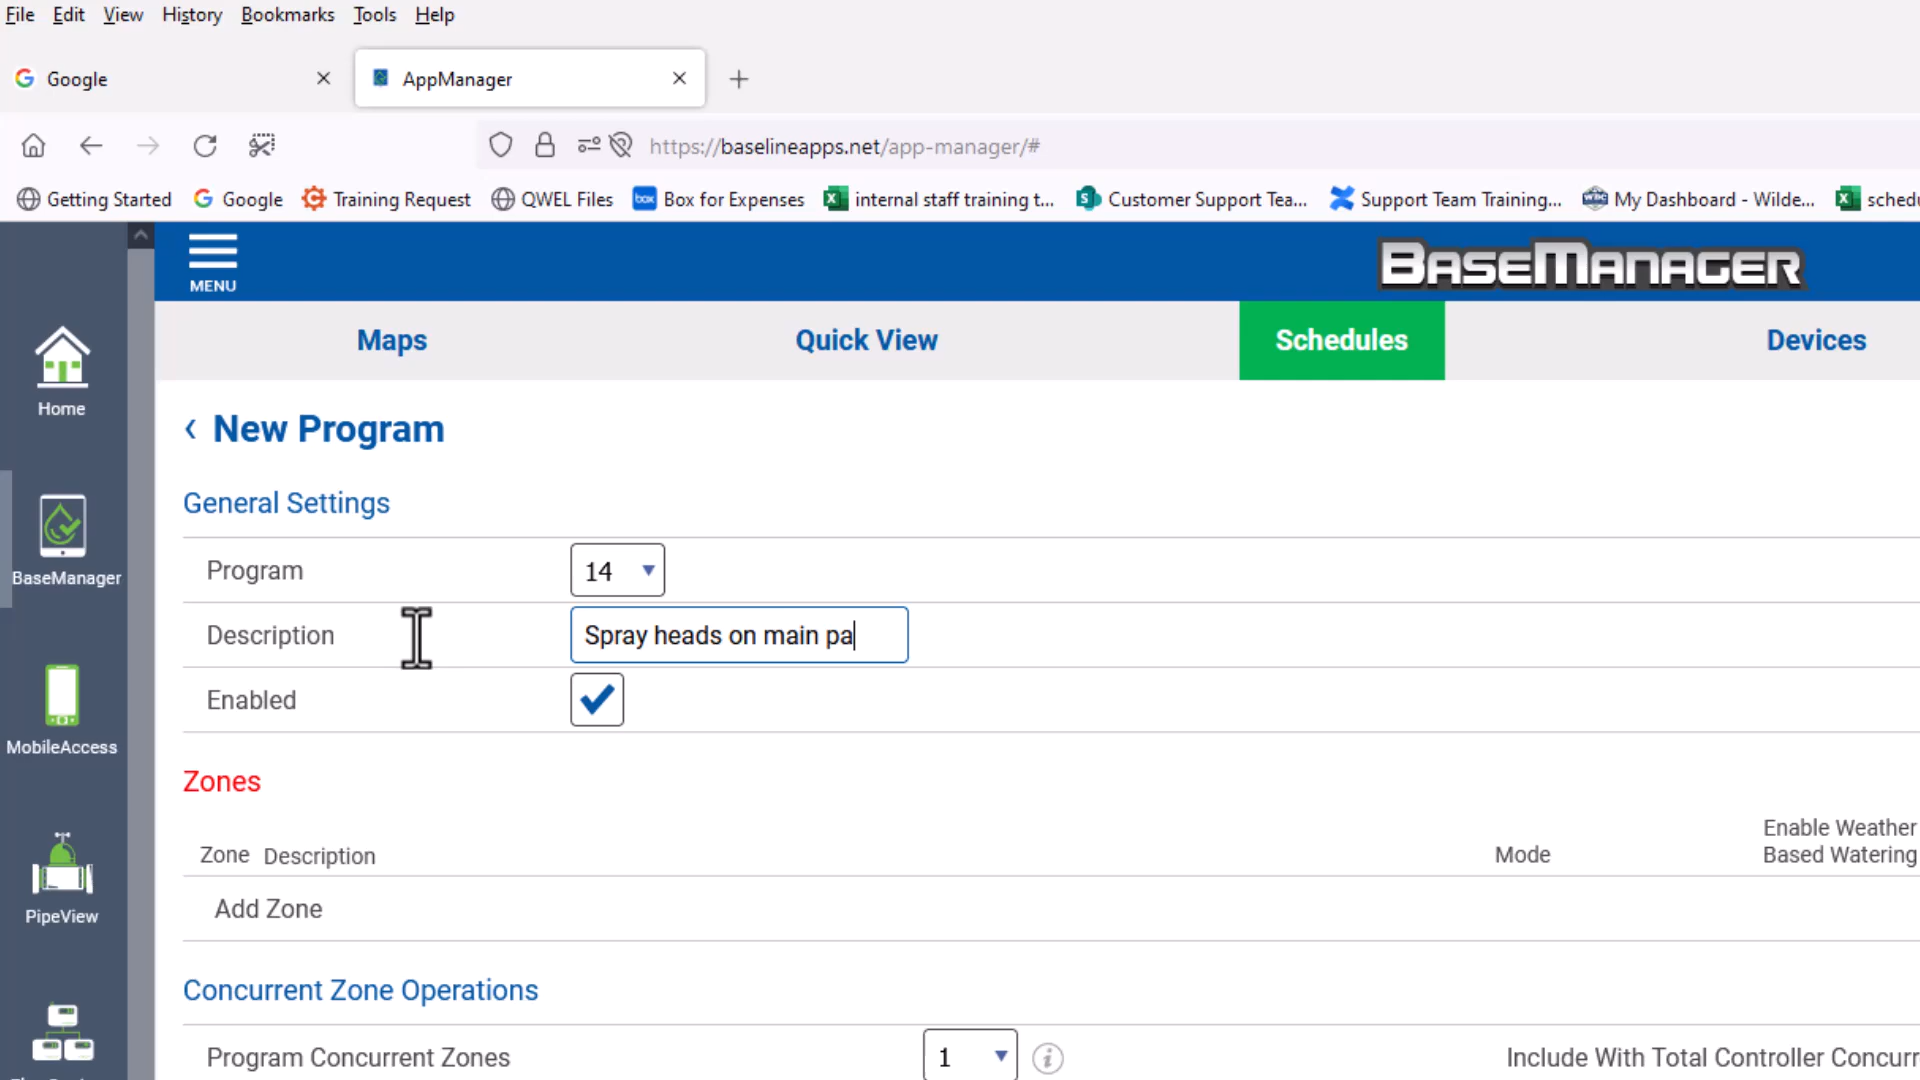 File Edit View History Bookmarks Tools Help
Google AppManager
https://baselineapps.net/app-manager/#
Getting Started Google Training Request QWEL Files Box for Expenses internal staff training t... Customer Support Tea... Support Team Training... My Dashboard - Wilde... schedu
MENU BASEMANAGER
Maps Quick View Schedules Devices
Home
BaseManager
MobileAccess
PipeView
New Program
General Settings
Program 14
Description Spray heads on main pa
Enabled
Zones
Enable Weather
Zone Description Mode Based Watering
Add Zone
Concurrent Zone Operations
Program Concurrent Zones 1 Include With Total Controller Concurr